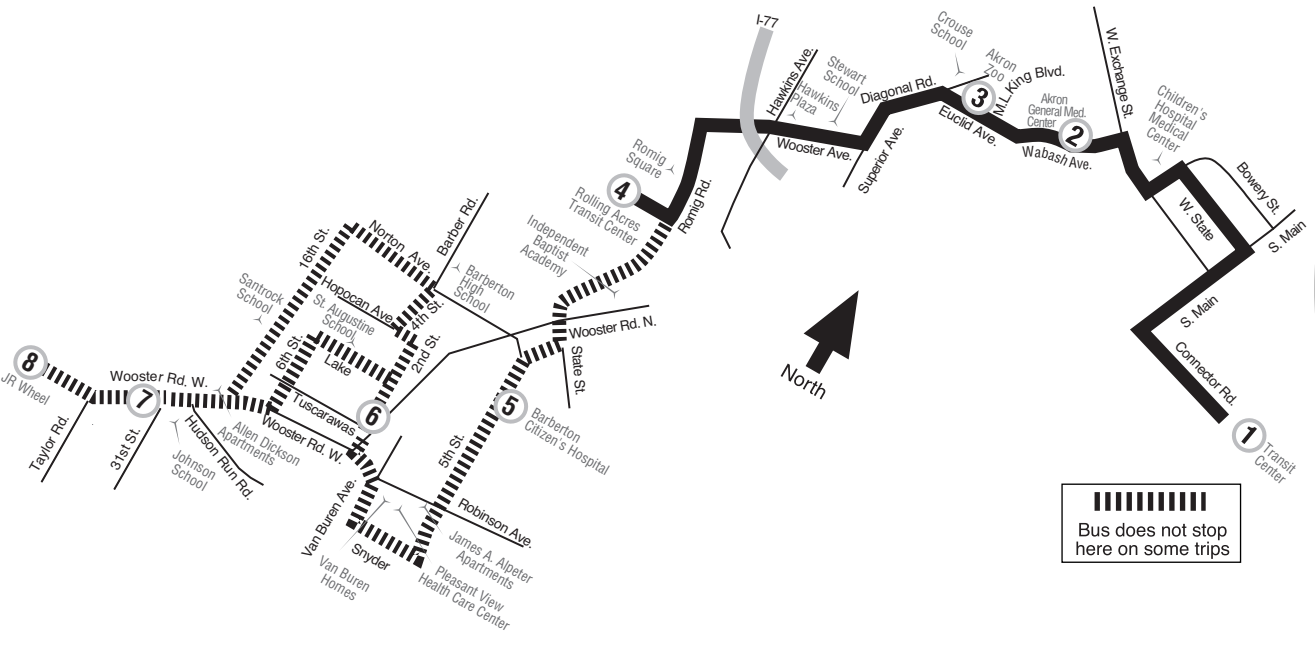 I-77
Hawkins Ave.
Stewart
School
Hawkins
Plaza
Crouse
School
Akron
Zoo
Diagonal Rd.
3
M.L.King Blvd.
W. Exchange St.
Akron
General Med.
Center
2
Children's
Hospital
Medical
Center
Euclid Ave.
Wabash Ave.
Wooster Ave.
Superior Ave.
Romig
Square
4
Rolling Acres
Transit Center
Romig Rd.
Bowery St.
W. State
S. Main
S. Main
Connector Rd.
1
Transit
Center
Independent
Baptist
Academy
Barber Rd.
Norton Ave.
16th St.
Barberton
High
School
Hopocan Ave.
4th St.
Santrock
School
St. Augustine
School
2nd St.
6th St.
Lake
Wooster Rd. N.
State St.
North
8
JR Wheel
Wooster Rd. W.
7
Tuscarawas
6
5
Barberton
Citizen's Hospital
Wooster Rd. W.
Allen Dickson
Apartments
Taylor Rd.
31st St.
Hudson Run Rd.
Johnson
School
5th St.
Van Buren Ave.
Robinson Ave.
Snyder
James A. Alpeter
Apartments
Van Buren
Homes
Pleasant View
Health Care Center
Bus does not stop
here on some trips